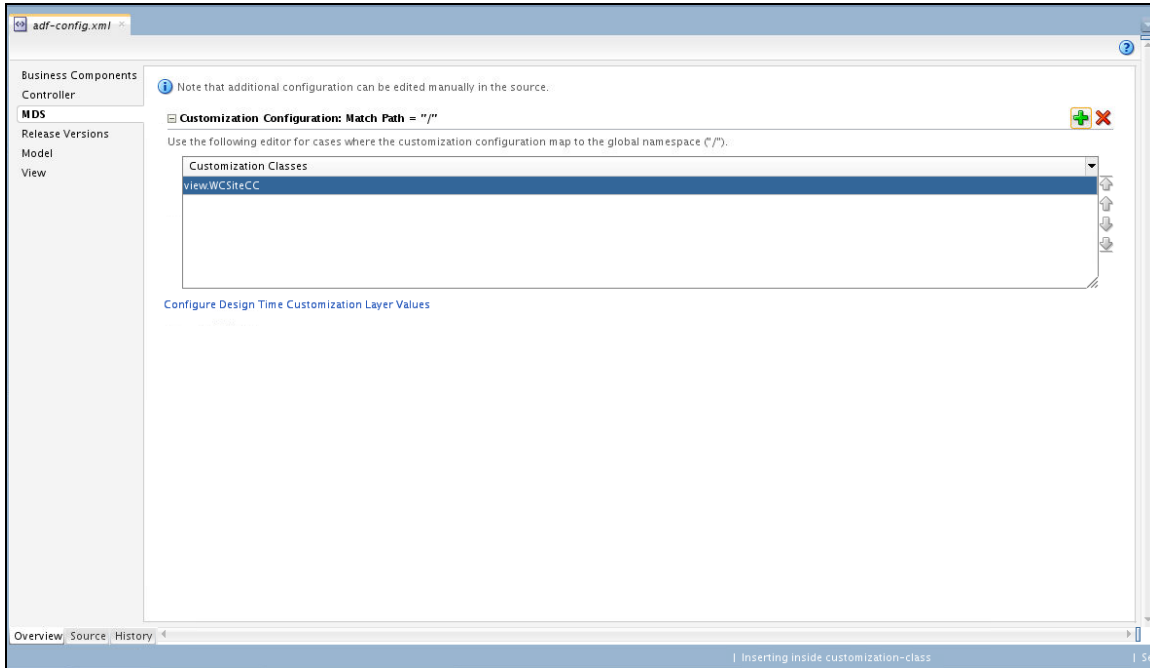 adf-config.xml
Business Components
Controller
MDS
Release Versions
Model
View
Note that additional configuration can be edited manually in the source.
Customization Configuration: Match Path = "/"
Use the following editor for cases where the customization configuration map to the global namespace ("/").
Customization Classes
view.WCSiteCC
Configure Design Time Customization Layer Values
Overview Source History
| Inserting inside customization-class